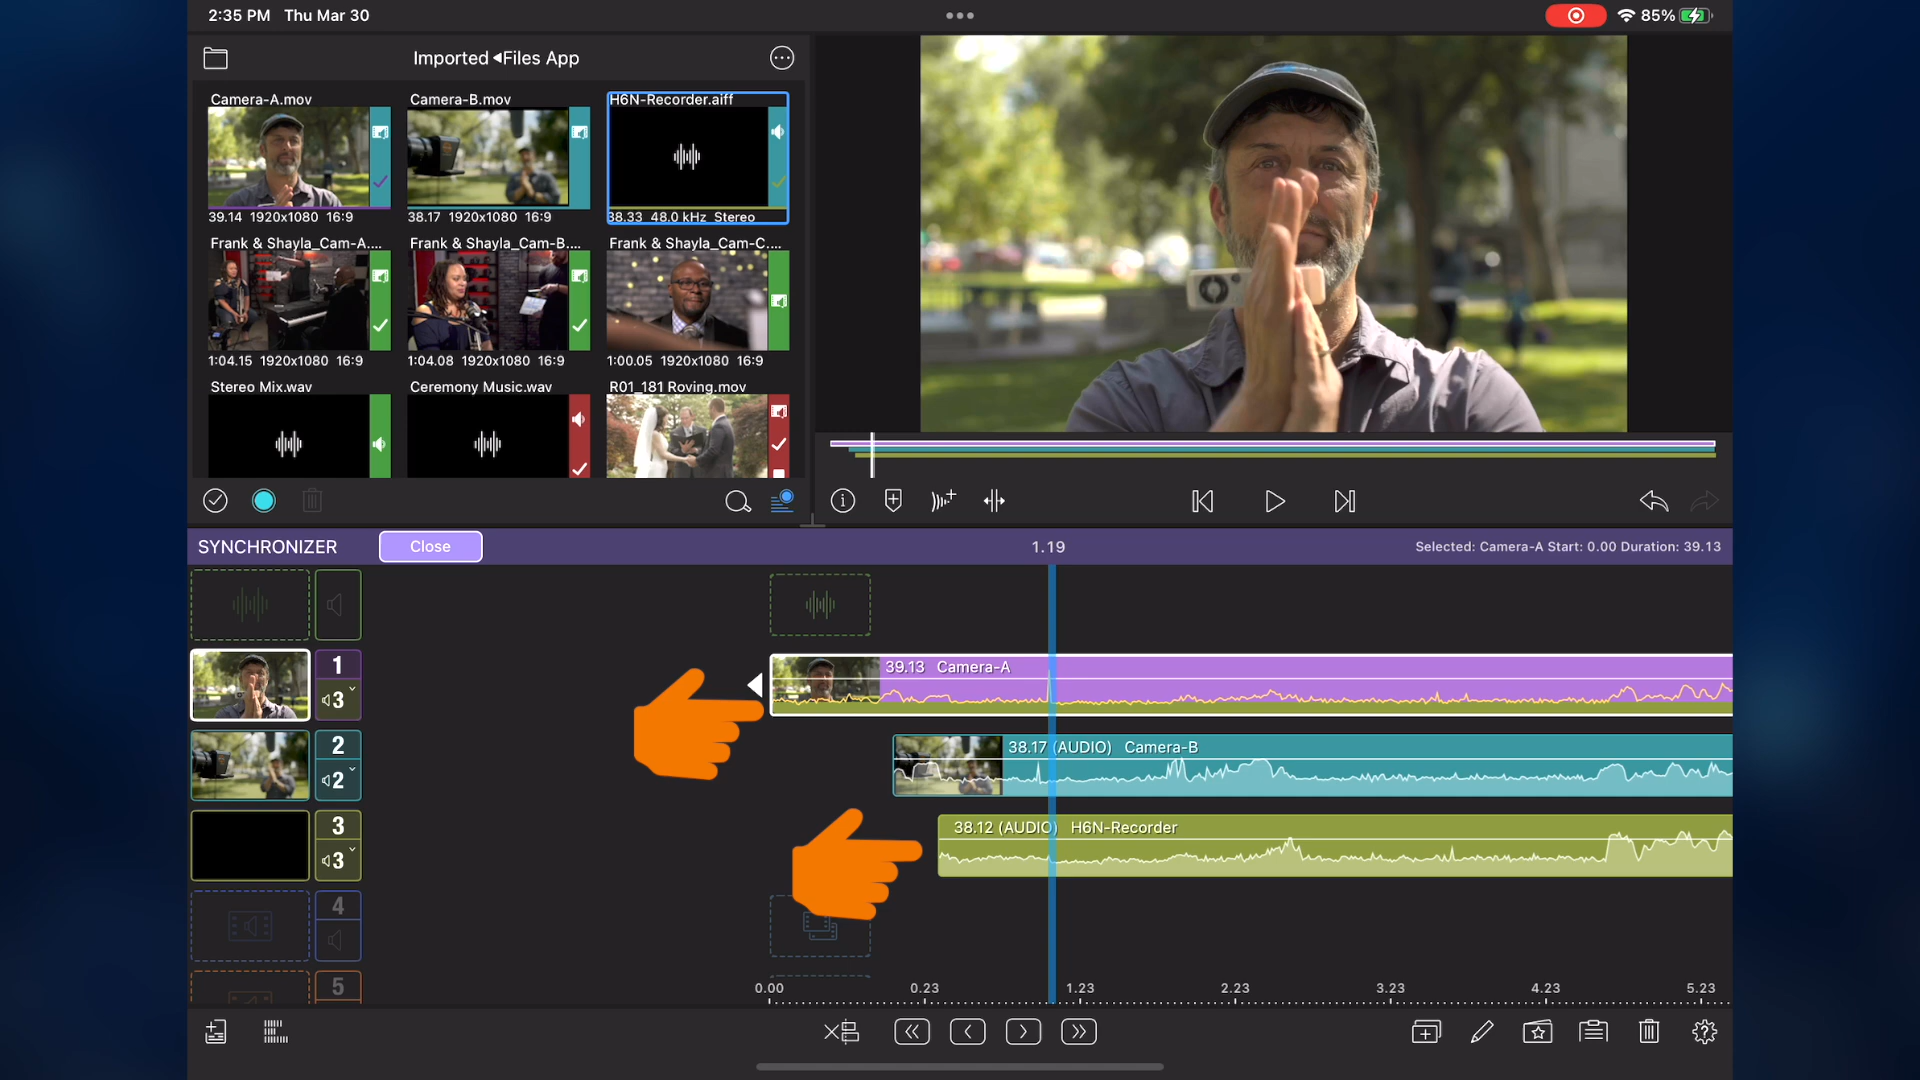 2:35 PM Thu Mar 30
85%
Imported ◀Files App
Camera-A.mov
39.14 1920x1080 16:9
Camera-B.mov
38.17 1920x1080 16:9
H6N-Recorder.aiff
38.33 48.0 kHz Stereo
Frank & Shayla_Cam-A....
1:04.15 1920x1080 16:9
Frank & Shayla_Cam-B....
1:04.08 1920x1080 16:9
Frank & Shayla_Cam-C....
1:00.05 1920x1080 16:9
Stereo Mix.wav
Ceremony Music.wav
R01_181 Roving.mov
SYNCHRONIZER
Close
1.19
Selected: Camera-A Start: 0.00 Duration: 39.13
1
3
39.13 Camera-A
2
2
38.17 (AUDIO) Camera-B
3
3
38.12 (AUDIO) H6N-Recorder
4
5
0.00 0.23 1.23 2.23 3.23 4.23 5.23